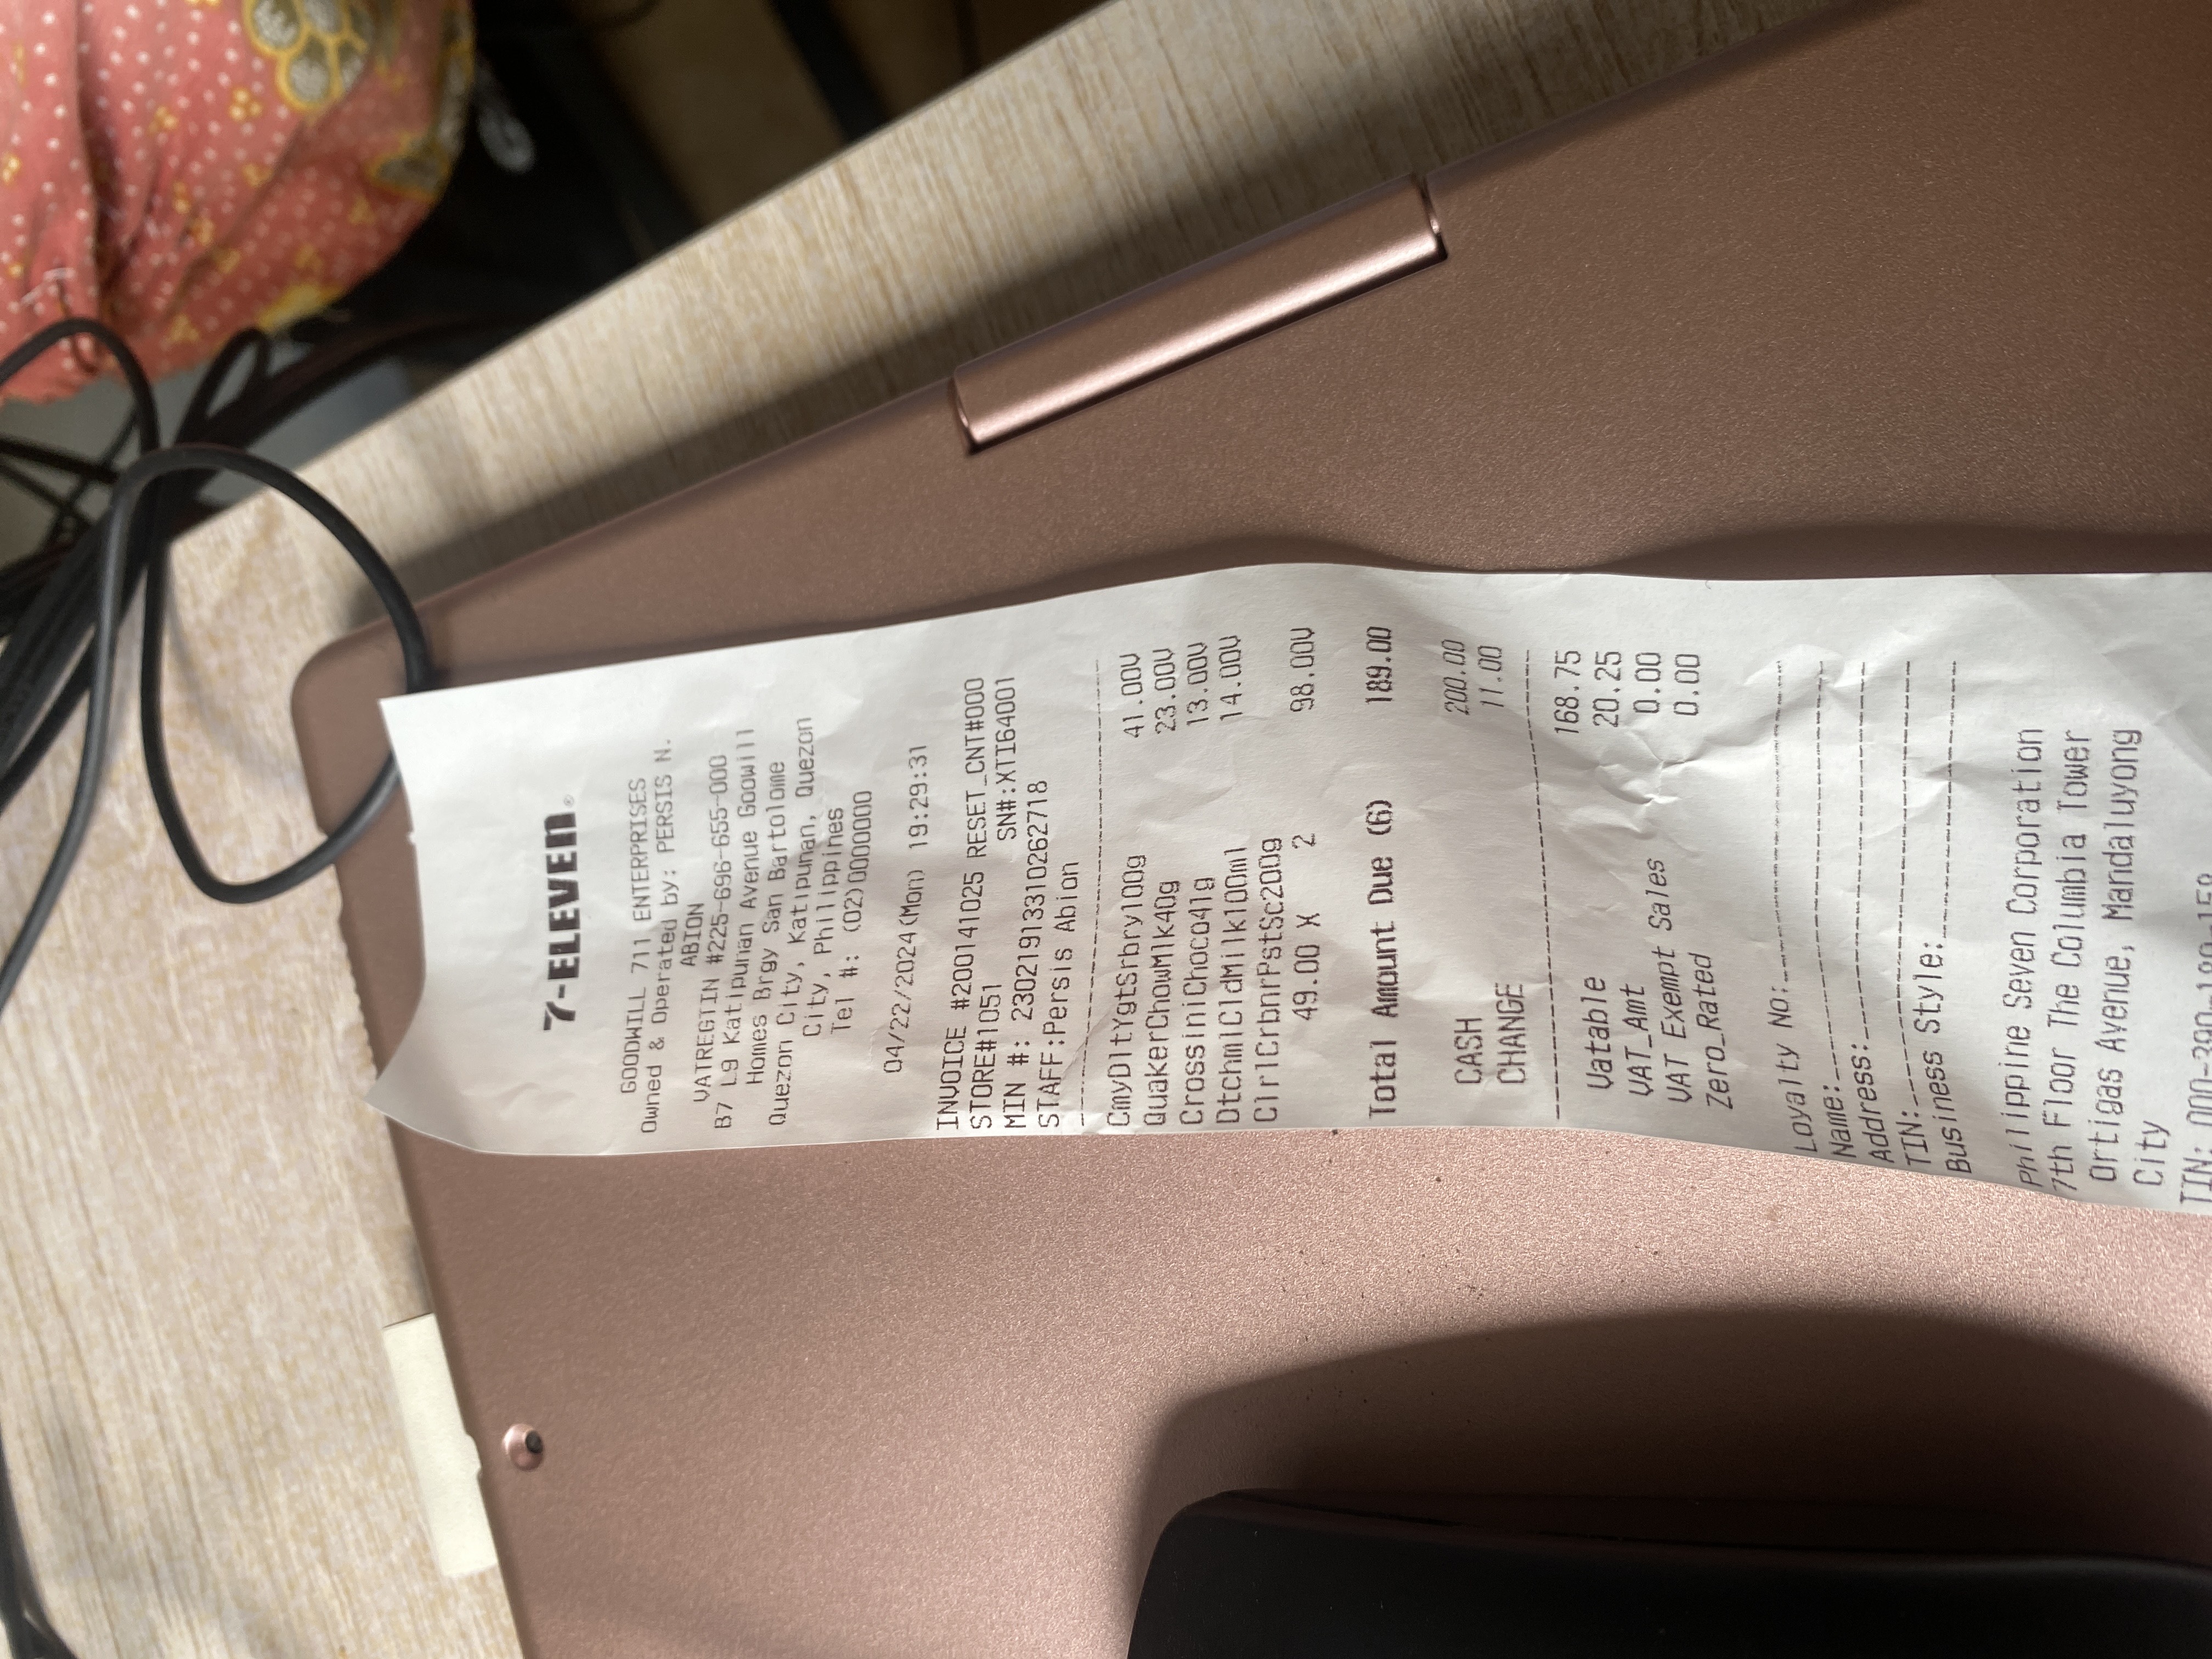 7-ELEVEn®
GOODWILL 711 ENTERPRISES
Owned & Operated by: PERSIS N.
ABION
VATREGTIN #225-696-655-000
B7 L9 Katipunan Avenue Goowill
Homes Brgy San Bartolome
Quezon City, Katipunan, Quezon
City, Philippines
Tel #: (02)0000000
04/22/2024(Mon) 19:29:31
INVOICE #200141025 RESET_CNT#000
STORE#1051 SN#:XTI64001
MIN #: 23021913310262718
STAFF:Persis Abion
CmyDltYgtSrbry100g 41.00V
QuakerChowMlk40g 23.00V
CrossiniChoco41g 13.00V
DtchmlCldMilk100ml 14.00V
ClrlCrbnrPstSc200g
49.00 X 2 98.00V
Total Amount Due (6) 189.00
CASH 200.00
CHANGE 11.00
Vatable 168.75
VAT_Amt 20.25
VAT Exempt Sales 0.00
Zero_Rated 0.00
Loyalty No:
Name:
Address:
TIN:
Business Style:
Philippine Seven Corporation
7th Floor The Columbia Tower
Ortigas Avenue, Mandaluyong
City
TIN: 000-390-189-158